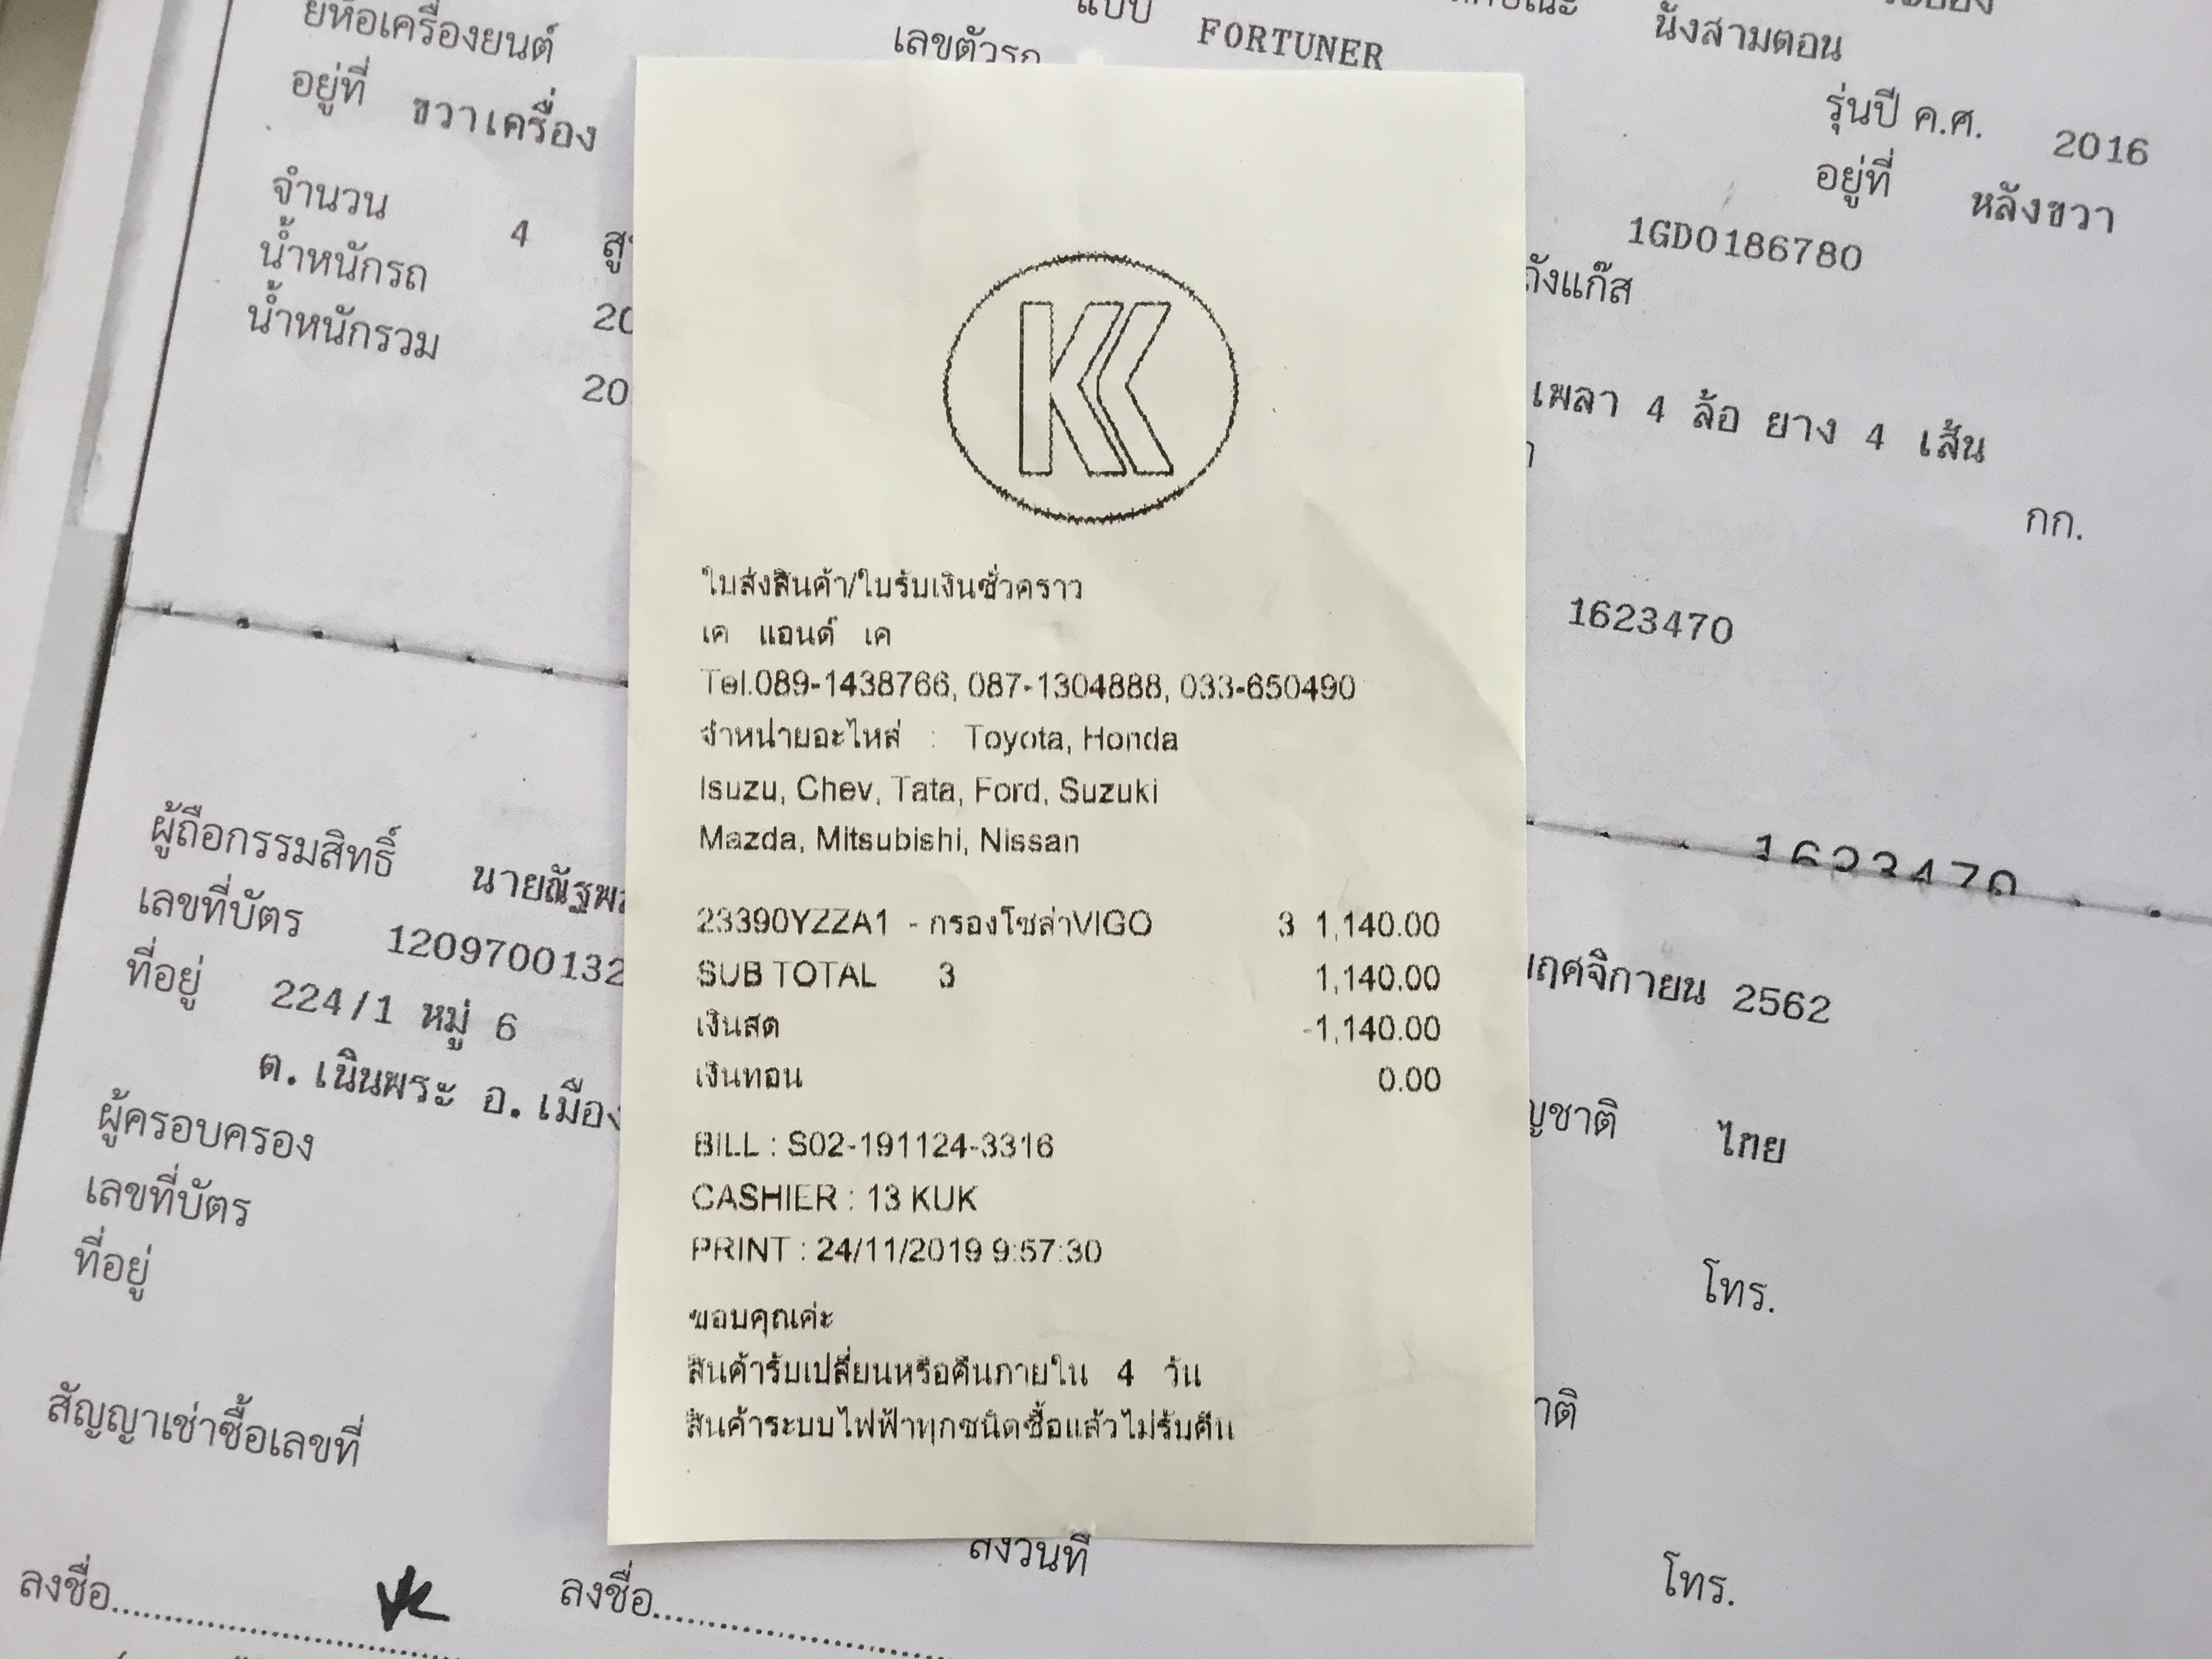 ยี่ห้อเครื่องยนต์
แบบ FORTUNER
นั่งสามตอน
อยู่ที่ ขวาเครื่อง
เลขตัวรถ
รุ่นปี ค.ศ. 2016
อยู่ที่ หลังขวา
จำนวน 4
1GD0186780
น้ำหนักรถ
ถังแก๊ส
น้ำหนักรวม
เพลา 4 ล้อ ยาง 4 เส้น
กก.
1623470
1623470
ผู้ถือกรรมสิทธิ์
เลขที่บัตร 1209700132
พฤศจิกายน 2562
ที่อยู่ 224/1 หมู่ 6
ต.เนินพระ อ.เมือง
ไทย
ผู้ครอบครอง
เลขที่บัตร
ที่อยู่
โทร.
สัญญาเช่าซื้อเลขที่
ลงวันที่
โทร.
ลงชื่อ
ลงชื่อ
KK
ใบส่งสินค้า/ใบรับเงินชั่วคราว
เค แอนด์ เค
Tel.089-1438766, 087-1304888, 033-650490
จำหน่ายอะไหล่ : Toyota, Honda
Isuzu, Chev, Tata, Ford, Suzuki
Mazda, Mitsubishi, Nissan
23390YZZA1 - กรองโซล่าVIGO 3 1,140.00
SUB TOTAL 3 1,140.00
เงินสด -1,140.00
เงินทอน 0.00
BILL : S02-191124-3316
CASHIER : 13 KUK
PRINT : 24/11/2019 9:57:30
ขอบคุณค่ะ
สินค้ารับเปลี่ยนหรือคืนภายใน 4 วัน
สินค้าระบบไฟฟ้าทุกชนิดซื้อแล้วไม่รับคืน